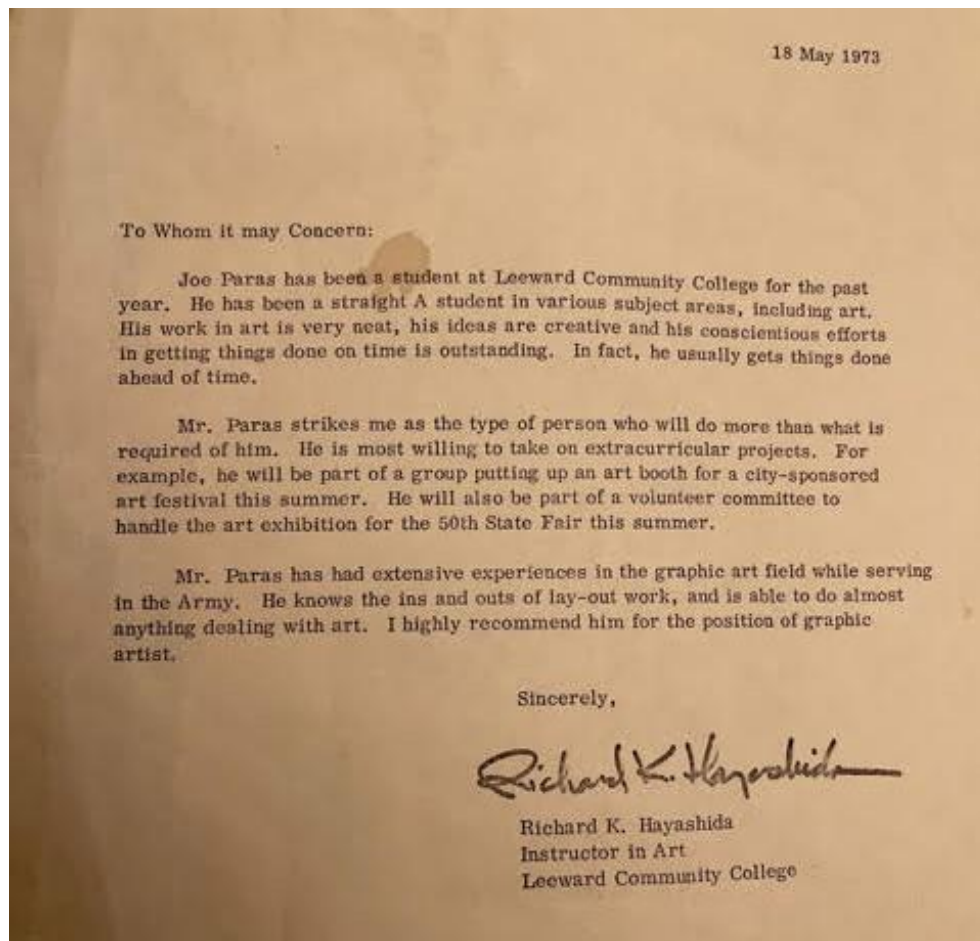 18 May 1973
To Whom it may Concern:
Joe Paras has been a student at Leeward Community College for the past
year. He has been a straight A student in various subject areas, including art.
His work in art is very neat, his ideas are creative and his conscientious efforts
in getting things done on time is outstanding. In fact, he usually gets things done
ahead of time.
Mr. Paras strikes me as the type of person who will do more than what is
required of him. He is most willing to take on extracurricular projects. For
example, he will be part of a group putting up an art booth for a city-sponsored
art festival this summer. He will also be part of a volunteer committee to
handle the art exhibition for the 50th State Fair this summer.
Mr. Paras has had extensive experiences in the graphic art field while serving
in the Army. He knows the ins and outs of lay-out work, and is able to do almost
anything dealing with art. I highly recommend him for the position of graphic
artist.
Sincerely,
Richard K. Hayashida
Richard K. Hayashida
Instructor in Art
Leeward Community College